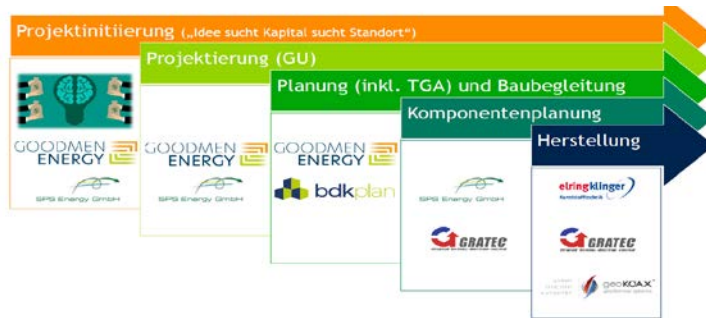 Projektinitiierung („Idee sucht Kapital sucht Standort“)
Projektierung (GU)
Planung (inkl. TGA) und Baubegleitung
Komponentenplanung
Herstellung
GOODMEN
ENERGY
SPS Energy GmbH
GOODMEN
ENERGY
SPS Energy GmbH
GOODMEN
ENERGY
bdkplan
SPS Energy GmbH
GRATEC
elringklinger
Kunststofftechnik
GRATEC
geoKOAX